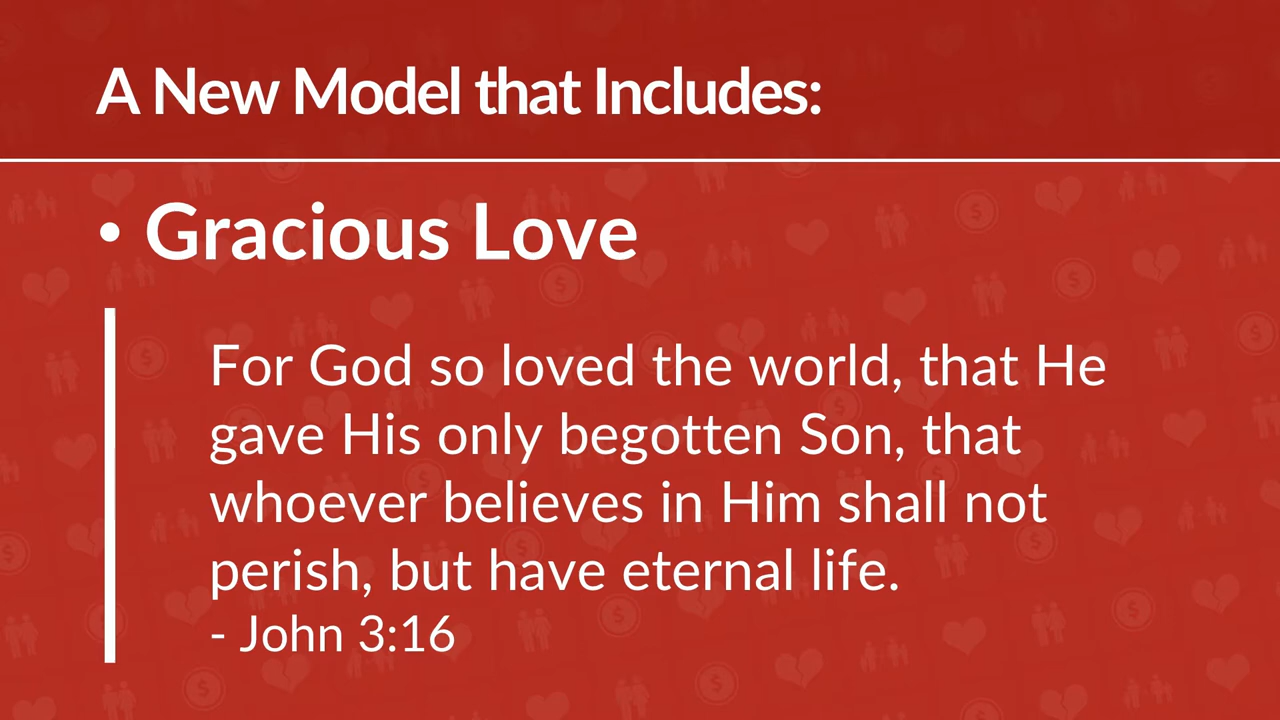 A New Model that Includes:
• Gracious Love
For God so loved the world, that He
gave His only begotten Son, that
whoever believes in Him shall not
perish, but have eternal life.
- John 3:16